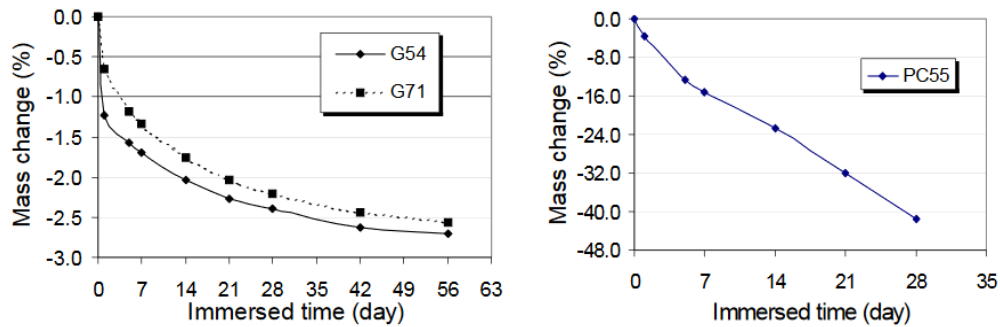 0.0
-0.5
-1.0
-1.5
-2.0
-2.5
-3.0
Mass change (%)
G54
G71
0 7 14 21 28 35 42 49 56 63
Immersed time (day)
0.0
-8.0
-16.0
-24.0
-32.0
-40.0
-48.0
Mass change (%)
PC55
0 7 14 21 28 35
Immersed time (day)